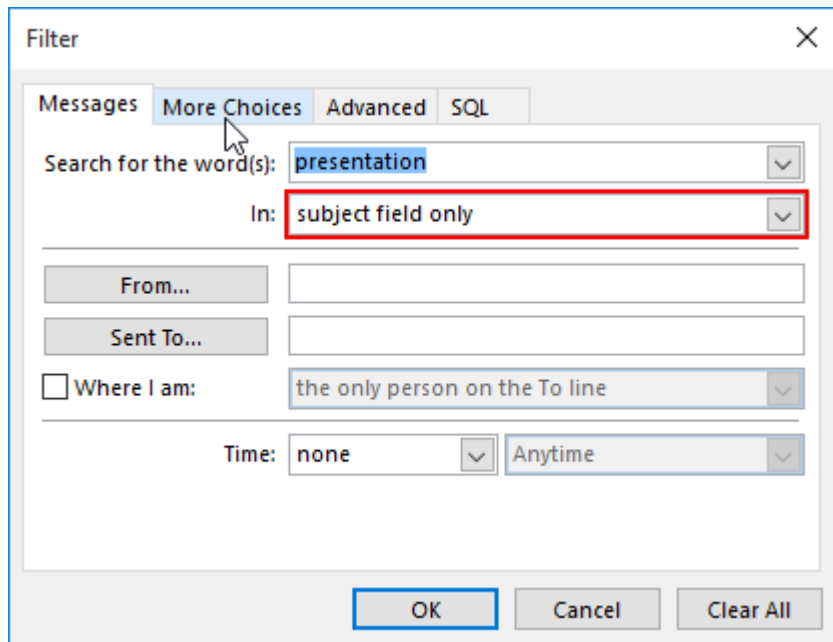 Filter
Messages More Choices Advanced SQL
Search for the word(s): presentation
In: subject field only
From...
Sent To...
Where I am: the only person on the To line
Time: none Anytime
OK Cancel Clear All